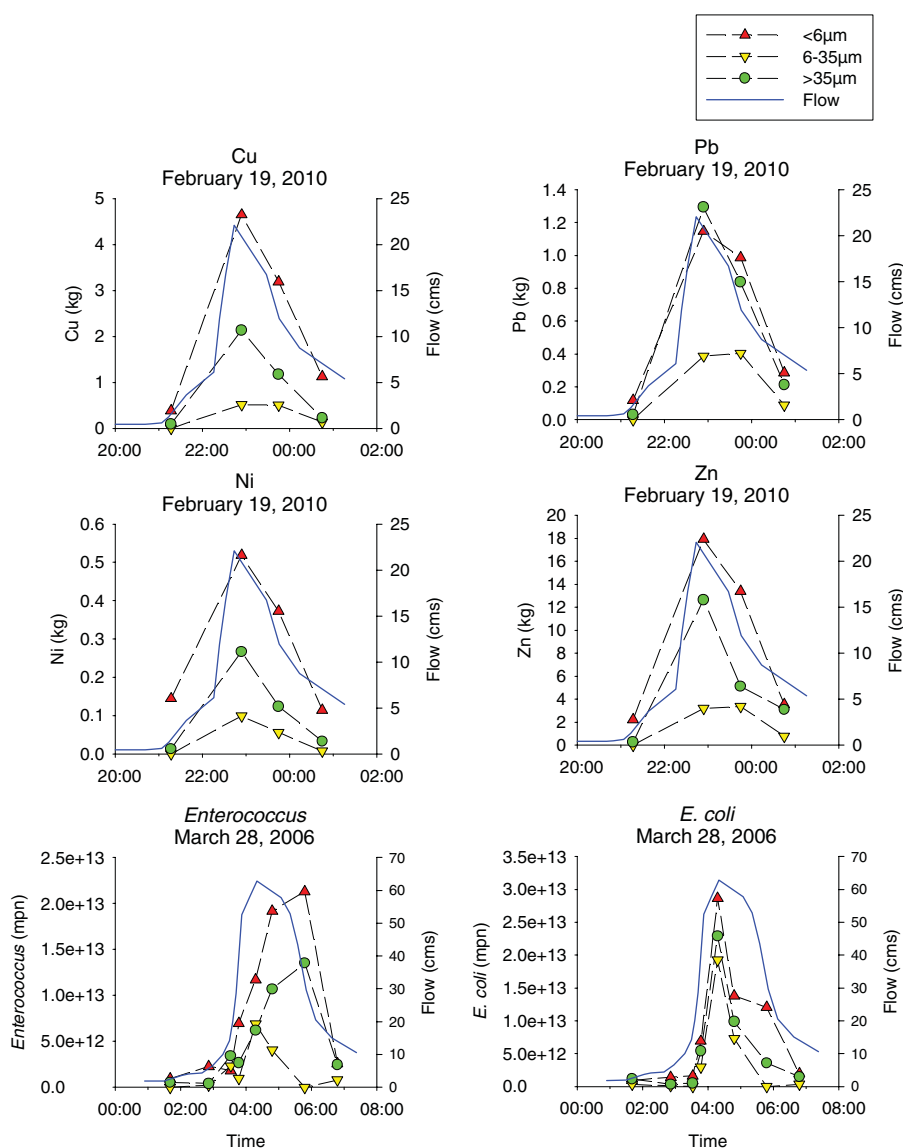 <6µm
6-35µm
>35µm
Flow
Cu
February 19, 2010
5
4
3
2
1
0
Cu (kg)
25
20
15
10
5
0
Flow (cms)
20:00 22:00 00:00 02:00
Pb
February 19, 2010
1.4
1.2
1.0
0.8
0.6
0.4
0.2
0.0
Pb (kg)
25
20
15
10
5
0
Flow (cms)
20:00 22:00 00:00 02:00
Ni
February 19, 2010
0.6
0.5
0.4
0.3
0.2
0.1
0.0
Ni (kg)
25
20
15
10
5
0
Flow (cms)
20:00 22:00 00:00 02:00
Zn
February 19, 2010
20
18
16
14
12
10
8
6
4
2
0
Zn (kg)
25
20
15
10
5
0
Flow (cms)
20:00 22:00 00:00 02:00
Enterococcus
March 28, 2006
2.5e+13
2.0e+13
1.5e+13
1.0e+13
5.0e+12
0.0
Enterococcus (mpn)
70
60
50
40
30
20
10
0
Flow (cms)
00:00 02:00 04:00 06:00 08:00
Time
E. coli
March 28, 2006
3.5e+13
3.0e+13
2.5e+13
2.0e+13
1.5e+13
1.0e+13
5.0e+12
0.0
E. coli (mpn)
70
60
50
40
30
20
10
0
Flow (cms)
00:00 02:00 04:00 06:00 08:00
Time